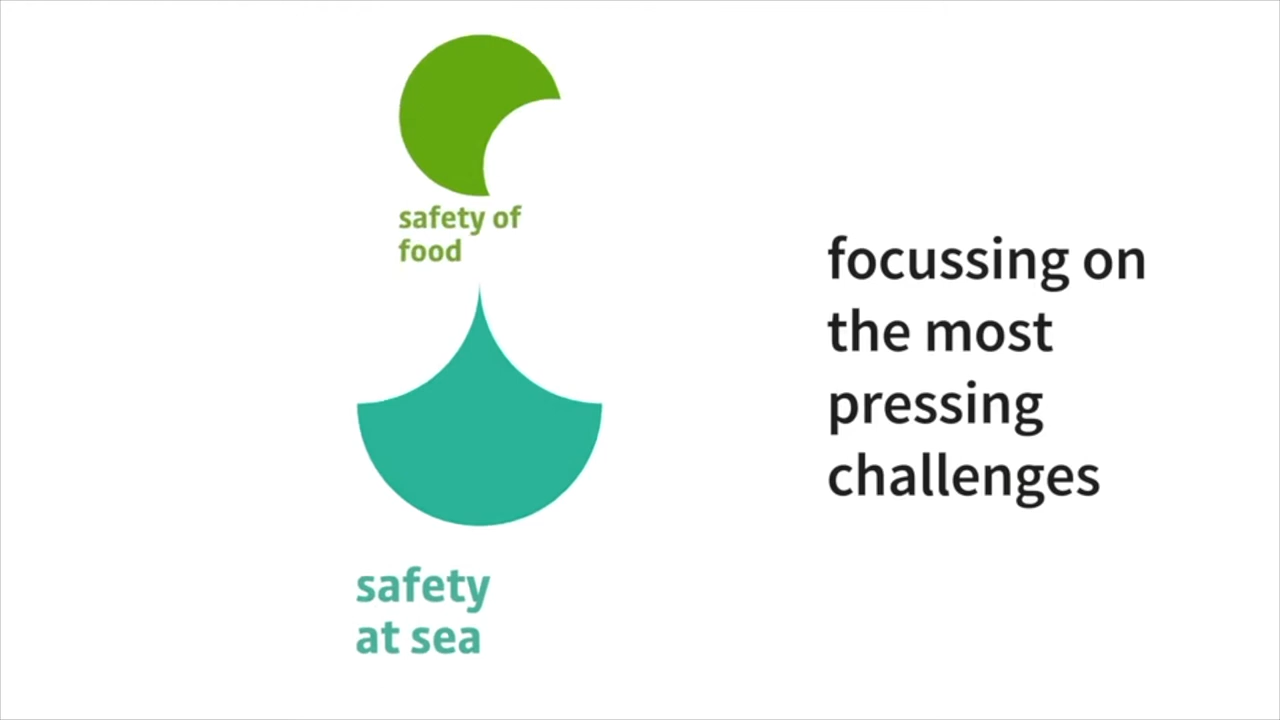 safety of
food
safety
at sea
focussing on
the most
pressing
challenges